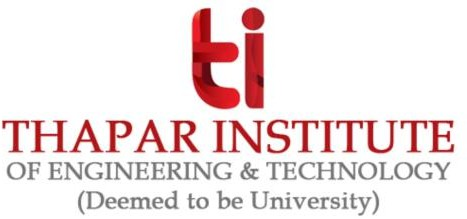 ti
THAPAR INSTITUTE
OF ENGINEERING & TECHNOLOGY
(Deemed to be University)